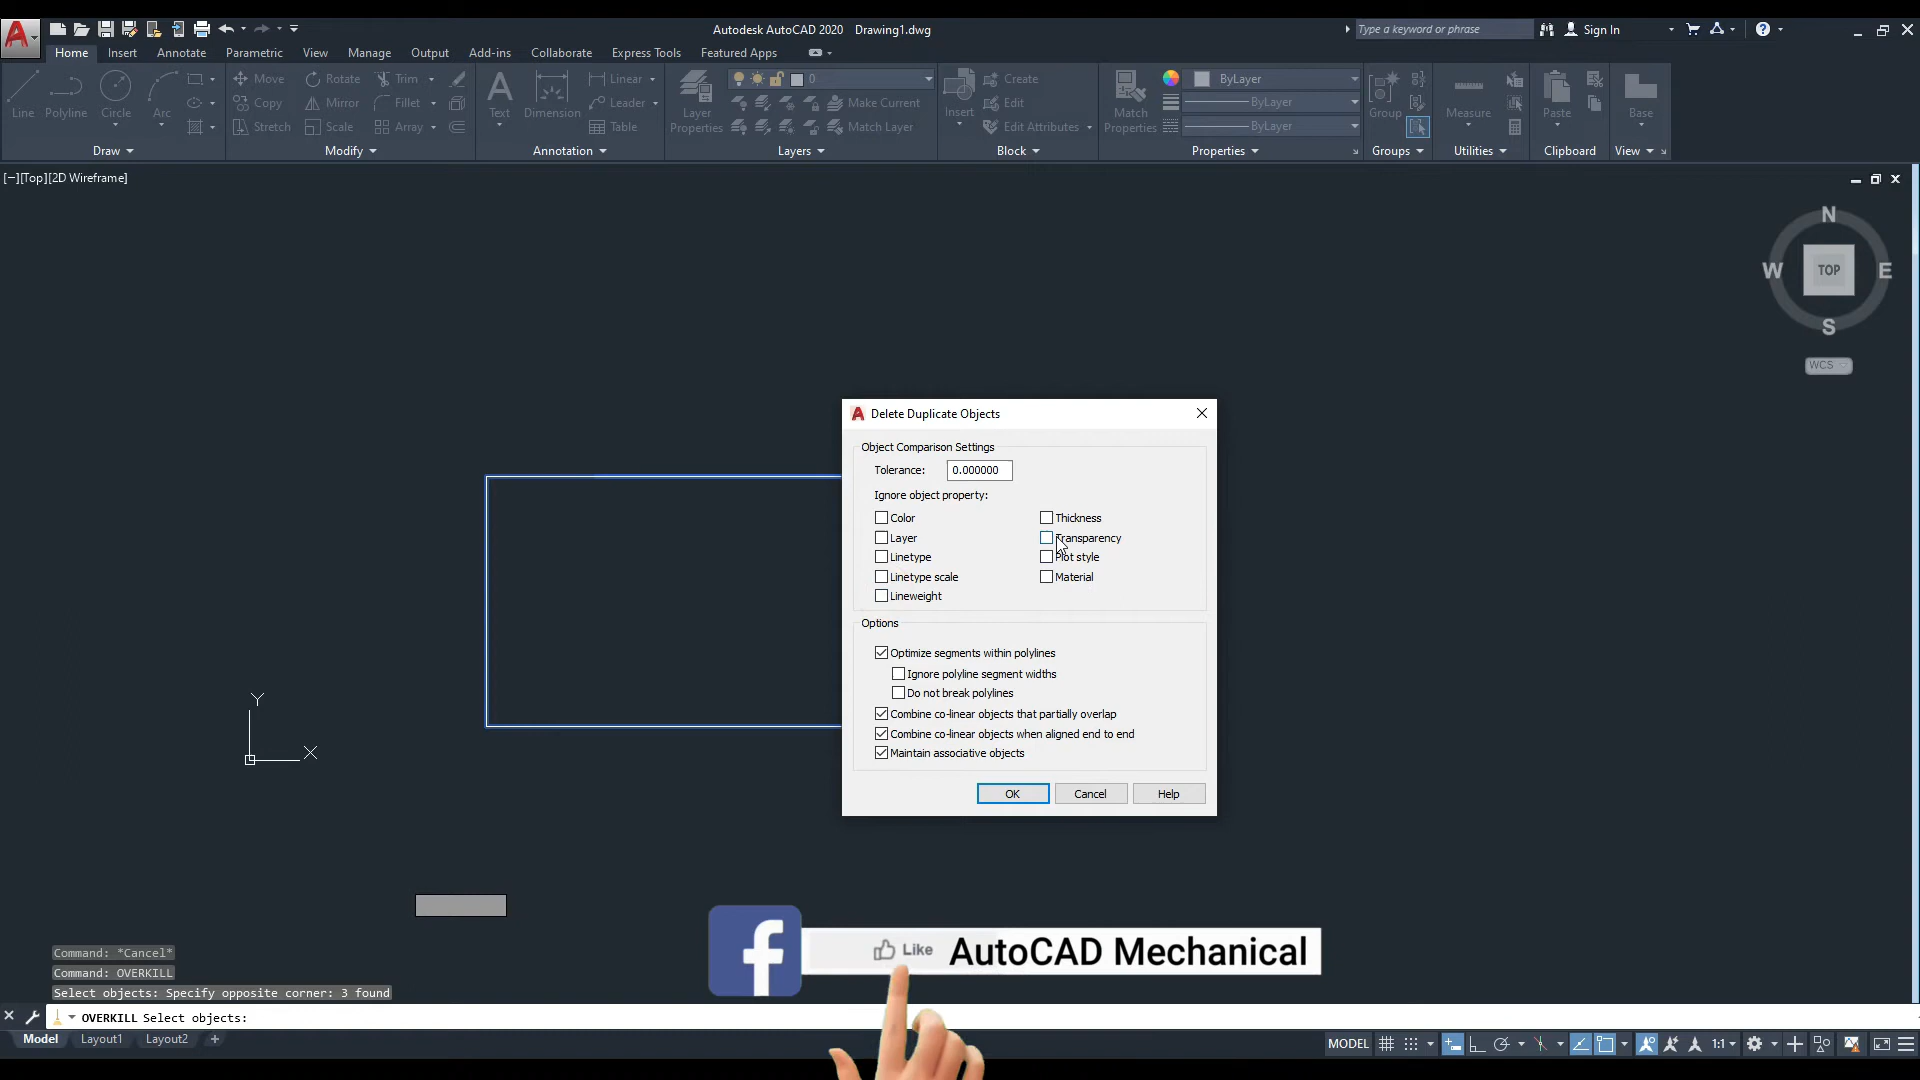 Autodesk AutoCAD 2020 Drawing1.dwg
Type a keyword or phrase
Sign In
Home Insert Annotate Parametric View Manage Output Add-ins Collaborate Express Tools Featured Apps
Line Polyline Circle Arc
Move Rotate Trim
Copy Mirror Fillet
Stretch Scale Array
Text Dimension
Linear
Leader
Table
Layer Properties
0
Make Current
Match Layer
Insert
Create
Edit
Edit Attributes
Match Properties
ByLayer
ByLayer
ByLayer
Group
Measure
Paste
Base
Draw Modify Annotation Layers Block Properties Groups Utilities Clipboard View
[−][Top][2D Wireframe]
N
W TOP E
S
WCS
Delete Duplicate Objects
Object Comparison Settings
Tolerance: 0.000000
Ignore object property:
Color Thickness
Layer Transparency
Linetype Plot style
Linetype scale Material
Lineweight
Options
Optimize segments within polylines
Ignore polyline segment widths
Do not break polylines
Combine co-linear objects that partially overlap
Combine co-linear objects when aligned end to end
Maintain associative objects
OK Cancel Help
Y
X
f Like AutoCAD Mechanical
Command: *Cancel*
Command: OVERKILL
Select objects: Specify opposite corner: 3 found
OVERKILL Select objects:
Model Layout1 Layout2 +
MODEL 1:1